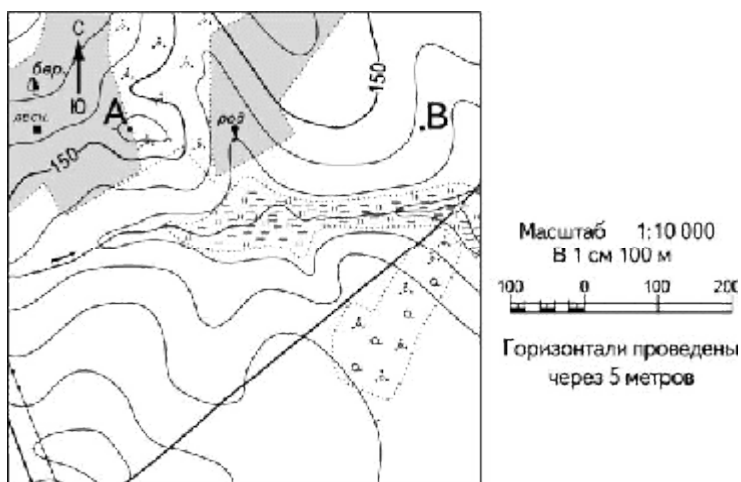 С
бер.
Ю
А
лесн.
род
150
150
.В
Масштаб 1:10 000
В 1 см 100 м
100 0 100 200
Горизонтали проведены
через 5 метров